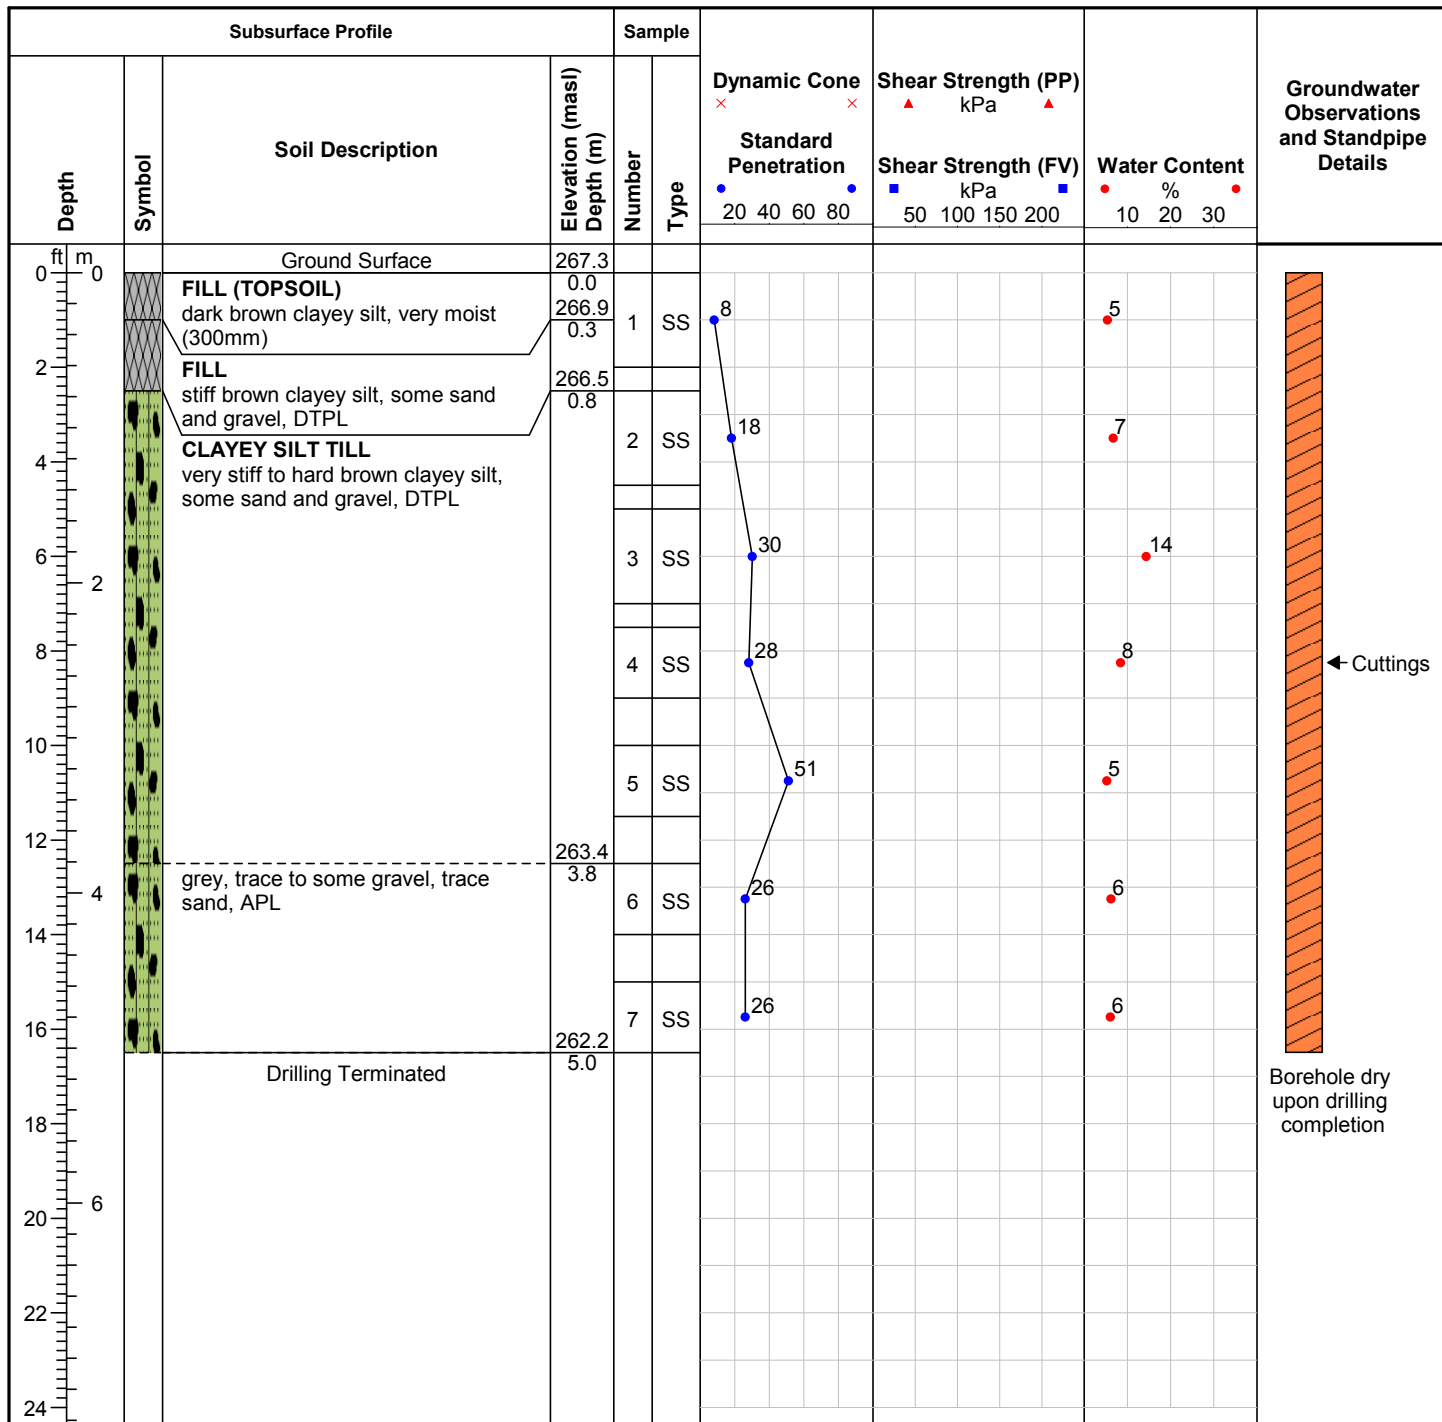 Subsurface Profile
Sample
Depth
Symbol
Soil Description
Elevation (masl)
Depth (m)
Number
Type
Dynamic Cone
Standard
Penetration
20 40 60 80
Shear Strength (PP)
kPa
Shear Strength (FV)
kPa
50 100 150 200
Water Content
%
10 20 30
Groundwater
Observations
and Standpipe
Details
ft m
Ground Surface
267.3
0 0
0.0
FILL (TOPSOIL)
dark brown clayey silt, very moist
(300mm)
266.9
0.3
1 SS
8
5
2
FILL
stiff brown clayey silt, some sand
and gravel, DTPL
266.5
0.8
2 SS
18
7
4
CLAYEY SILT TILL
very stiff to hard brown clayey silt,
some sand and gravel, DTPL
6
2
3 SS
30
14
8
4 SS
28
8
Cuttings
10
5 SS
51
5
12
263.4
3.8
grey, trace to some gravel, trace
sand, APL
4
6 SS
26
6
14
7 SS
26
6
16
262.2
5.0
Drilling Terminated
Borehole dry
upon drilling
completion
18
6
20
22
24